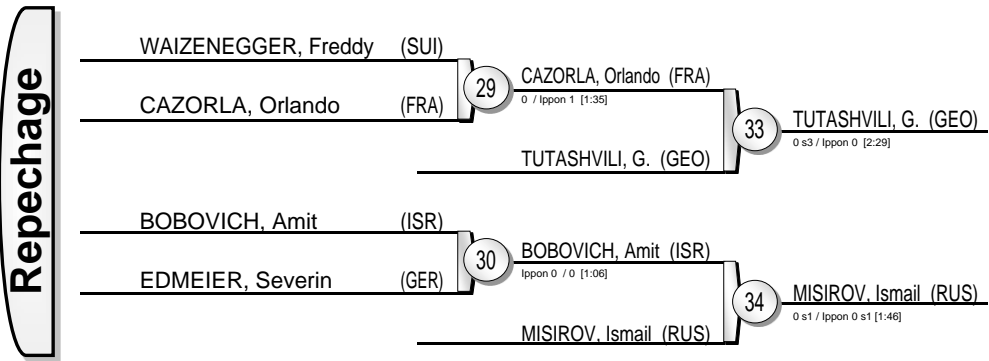 Repechage
WAIZENEGGER, Freddy (SUI)
CAZORLA, Orlando (FRA)
29
CAZORLA, Orlando (FRA)
0 / Ippon 1 [1:35]
TUTASHVILI, G. (GEO)
33
TUTASHVILI, G. (GEO)
0 s3 / Ippon 0 [2:29]
BOBOVICH, Amit (ISR)
EDMEIER, Severin (GER)
30
BOBOVICH, Amit (ISR)
Ippon 0 / 0 [1:06]
MISIROV, Ismail (RUS)
34
MISIROV, Ismail (RUS)
0 s1 / Ippon 0 s1 [1:46]